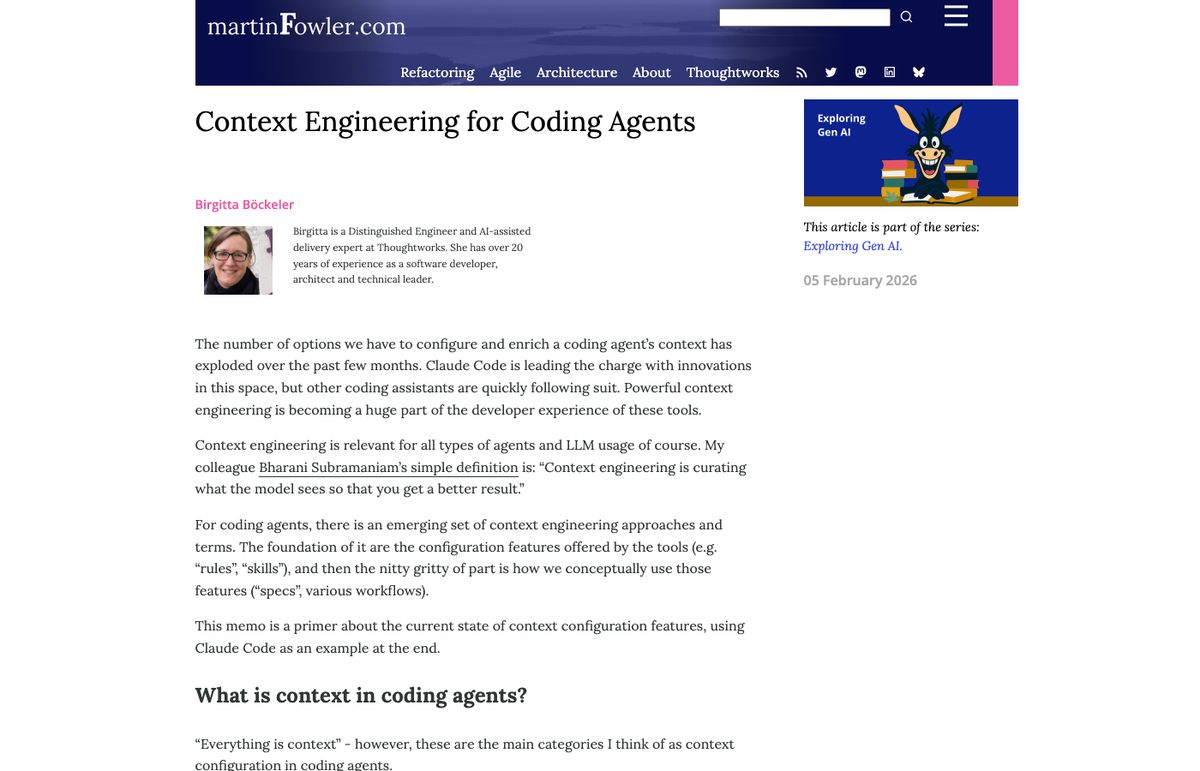 martinFowler.com
Refactoring Agile Architecture About Thoughtworks
Context Engineering for Coding Agents
Exploring
Gen AI
Birgitta Böckeler
Birgitta is a Distinguished Engineer and AI-assisted
delivery expert at Thoughtworks. She has over 20
years of experience as a software developer,
architect and technical leader.
This article is part of the series:
Exploring Gen AI.
05 February 2026
The number of options we have to configure and enrich a coding agent’s context has
exploded over the past few months. Claude Code is leading the charge with innovations
in this space, but other coding assistants are quickly following suit. Powerful context
engineering is becoming a huge part of the developer experience of these tools.
Context engineering is relevant for all types of agents and LLM usage of course. My
colleague Bharani Subramaniam’s simple definition is: “Context engineering is curating
what the model sees so that you get a better result.”
For coding agents, there is an emerging set of context engineering approaches and
terms. The foundation of it are the configuration features offered by the tools (e.g.
“rules”, “skills”), and then the nitty gritty of part is how we conceptually use those
features (“specs”, various workflows).
This memo is a primer about the current state of context configuration features, using
Claude Code as an example at the end.
What is context in coding agents?
“Everything is context” - however, these are the main categories I think of as context
configuration in coding agents.